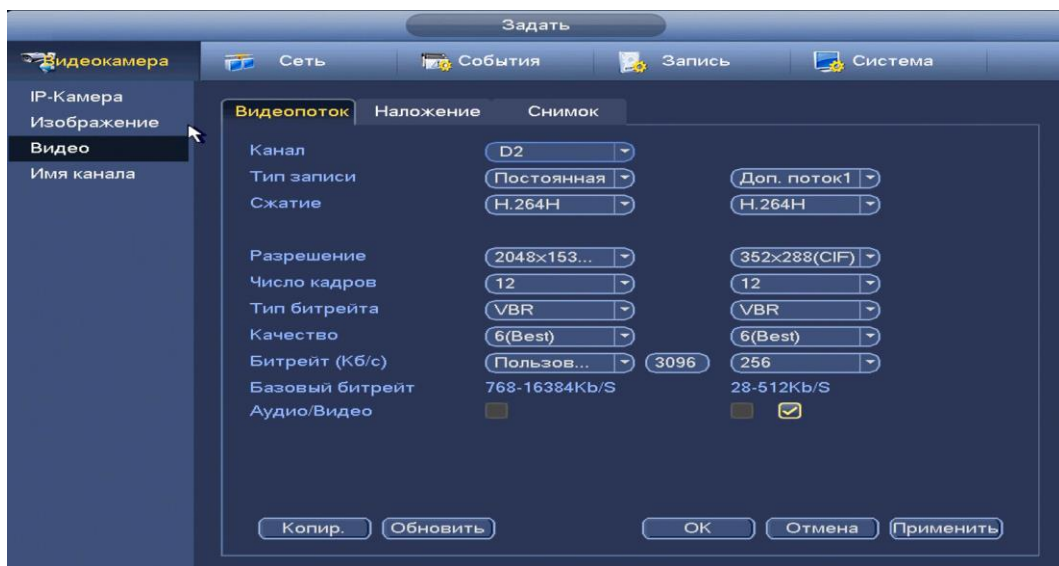 Задать
Видеокамера Сеть События Запись Система
IP-Камера
Изображение
Видео
Имя канала
Видеопоток Наложение Снимок
Канал D2
Тип записи Постоянная Доп. поток1
Сжатие H.264H H.264H
Разрешение 2048x153... 352x288(CIF)
Число кадров 12 12
Тип битрейта VBR VBR
Качество 6(Best) 6(Best)
Битрейт (Кб/с) Пользов... 3096 256
Базовый битрейт 768-16384Kb/S 28-512Kb/S
Аудио/Видео
Копир. Обновить OK Отмена Применить